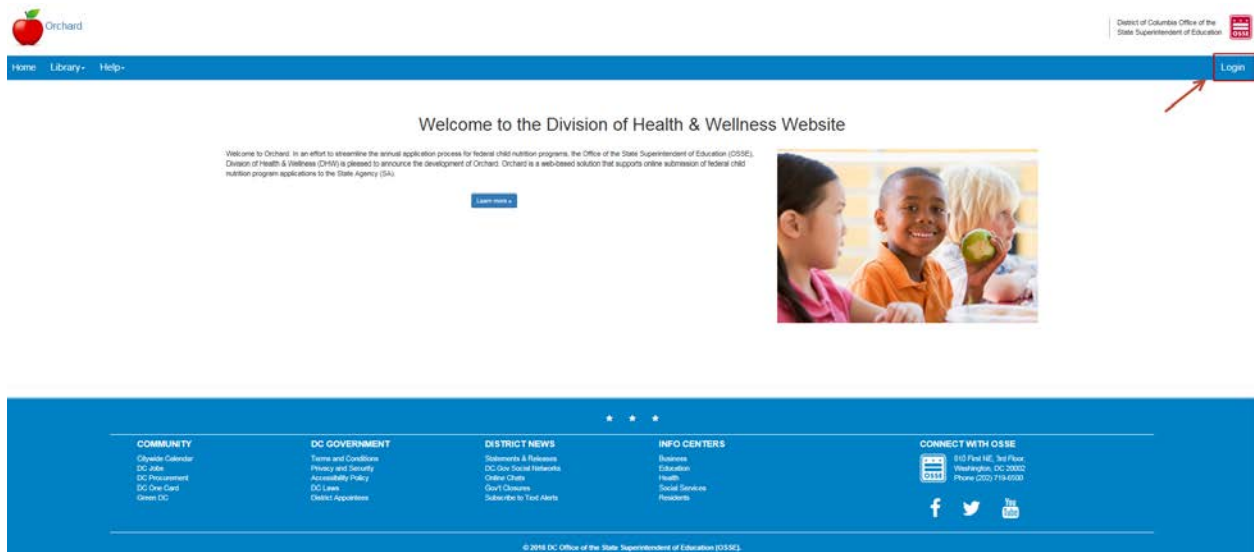 Orchard
District of Columbia Office of the
State Superintendent of Education
OSSE
Home Library Help
Login
Welcome to the Division of Health & Wellness Website
Welcome to Orchard. In an effort to streamline the annual application process for federal child nutrition programs, the Office of the State Superintendent of Education (OSSE),
Division of Health & Wellness (DHW) is pleased to announce the development of Orchard. Orchard is a web-based solution that supports online submission of federal child
nutrition program applications to the State Agency (SA).
Learn more »
COMMUNITY
Citywide Calendar
DC Jobs
DC Procurement
DC One Card
Green DC
DC GOVERNMENT
Terms and Conditions
Privacy and Security
Accessibility Policy
DC Laws
District Appointees
DISTRICT NEWS
Statements & Releases
DC.Gov Social Networks
Online Chats
Gov't Closures
Subscribe to Text Alerts
INFO CENTERS
Business
Education
Health
Social Services
Residents
CONNECT WITH OSSE
OSSE
810 First NE, 3rd Floor,
Washington, DC 20002
Phone (202) 719-6500
You
Tube
© 2016 DC Office of the State Superintendent of Education (OSSE).